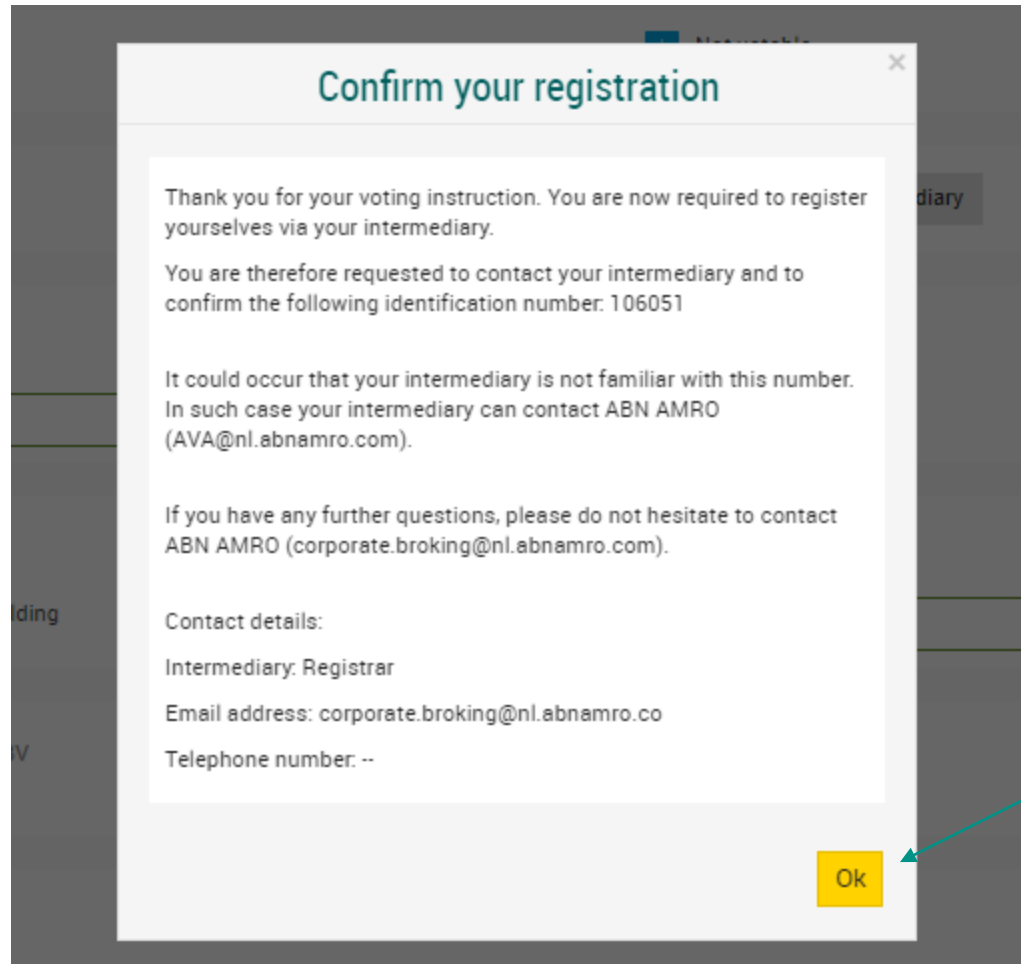 Not votable
Confirm your registration
×
Thank you for your voting instruction. You are now required to register
yourselves via your intermediary.
diary
You are therefore requested to contact your intermediary and to
confirm the following identification number: 106051
It could occur that your intermediary is not familiar with this number.
In such case your intermediary can contact ABN AMRO
(AVA@nl.abnamro.com).
If you have any further questions, please do not hesitate to contact
ABN AMRO (corporate.broking@nl.abnamro.com).
lding
Contact details:
Intermediary: Registrar
Email address: corporate.broking@nl.abnamro.co
Telephone number: --
Ok